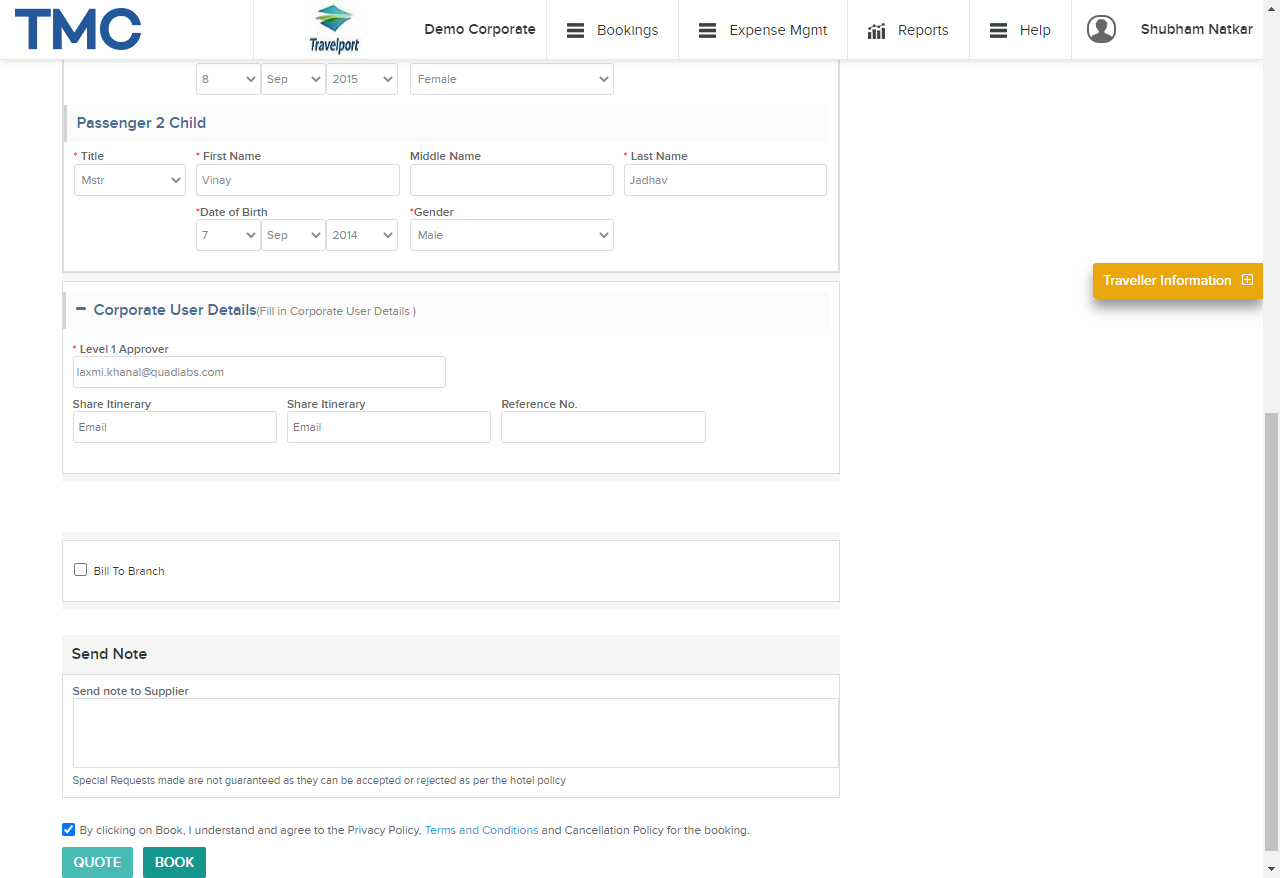 TMC
Travelport
Demo Corporate
Bookings
Expense Mgmt
Reports
Help
Shubham Natkar
8 Sep 2015 Female
Passenger 2 Child
* Title * First Name Middle Name * Last Name
Mstr Vinay Jadhav
*Date of Birth *Gender
7 Sep 2014 Male
Traveller Information
Corporate User Details(Fill in Corporate User Details )
* Level 1 Approver
laxmi.khanal@quadlabs.com
Share Itinerary Share Itinerary Reference No.
Email Email
Bill To Branch
Send Note
Send note to Supplier
Special Requests made are not guaranteed as they can be accepted or rejected as per the hotel policy
By clicking on Book, I understand and agree to the Privacy Policy, Terms and Conditions and Cancellation Policy for the booking.
QUOTE BOOK